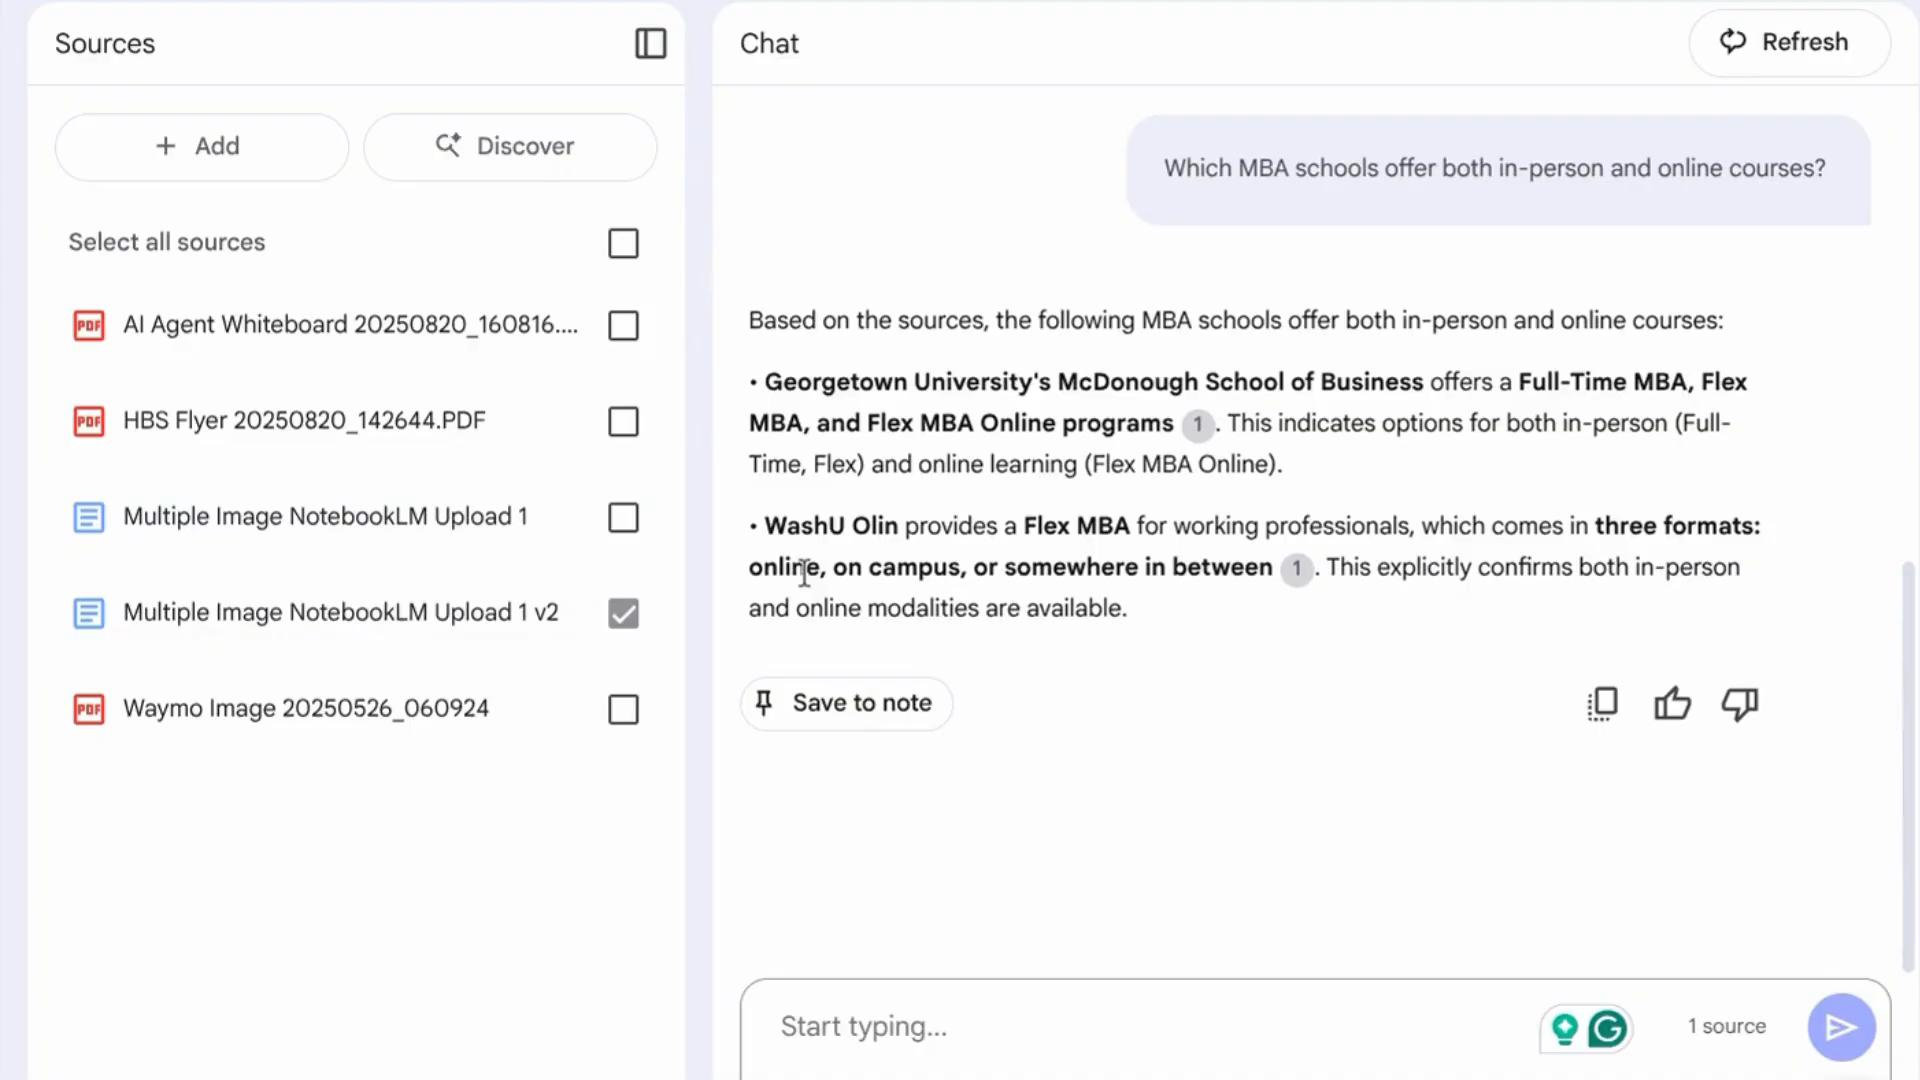 Sources
Add
Discover
Select all sources
PDF AI Agent Whiteboard 20250820_160816....
PDF HBS Flyer 20250820_142644.PDF
Multiple Image NotebookLM Upload 1
Multiple Image NotebookLM Upload 1 v2
PDF Waymo Image 20250526_060924
Chat
Refresh
Which MBA schools offer both in-person and online courses?
Based on the sources, the following MBA schools offer both in-person and online courses:
• Georgetown University's McDonough School of Business offers a Full-Time MBA, Flex
MBA, and Flex MBA Online programs 1. This indicates options for both in-person (Full-
Time, Flex) and online learning (Flex MBA Online).
• WashU Olin provides a Flex MBA for working professionals, which comes in three formats:
online, on campus, or somewhere in between 1. This explicitly confirms both in-person
and online modalities are available.
Save to note
Start typing...
1 source